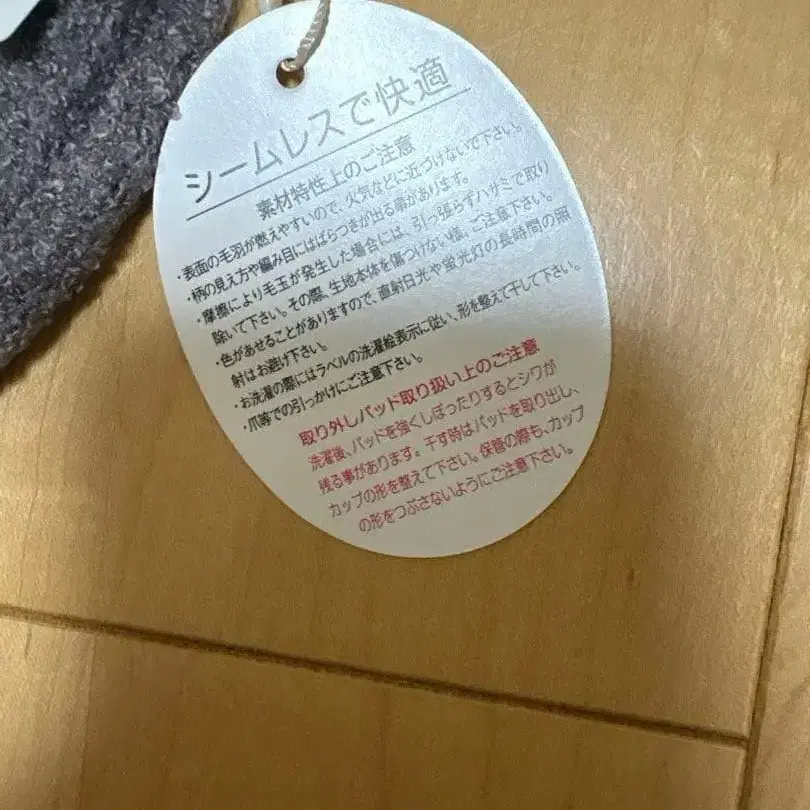 シームレスで快適
素材特性上のご注意
・表面の毛羽が燃えやすいので、火気などに近づけないで下さい。
・柄の見え方や編み目にはばらつきが出る事があります。
・摩擦により毛玉が発生した場合には、引っ張らずハサミで取り
除いて下さい。その際、生地本体を傷つけない様、ご注意下さい。
・色があせることがありますので、直射日光や蛍光灯の長時間の照
射はお避け下さい。
・お洗濯の際にはラベルの洗濯絵表示に従い、形を整えて干して下さい。
・爪等での引っかけにご注意下さい。
取り外しパッド取り扱い上のご注意
洗濯後、パッドを強くしぼったりするとシワが
残る事があります。干す時はパッドを取り出し、
カップの形を整えて下さい。保管の際も、カップ
の形をつぶさないようにご注意下さい。